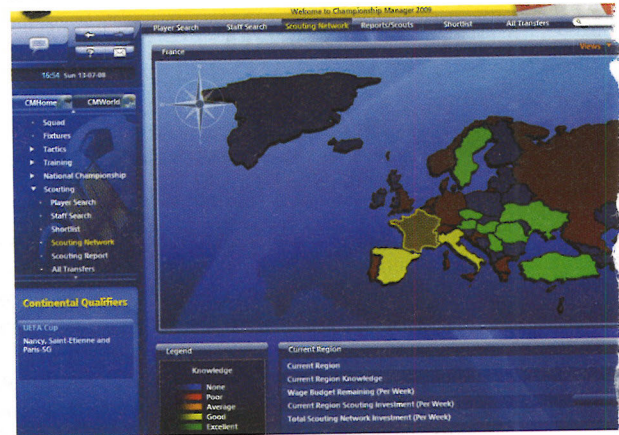 Welcome to Championship Manager 2009
Player Search
Staff Search
Scouting Network
Reports/Scouts
Shortlist
All Transfers
France
Views
?
16:54 Sun 13-07-08
CMHome
CMWorld
Squad
Fixtures
Tactics
Training
National Championship
Scouting
Player Search
Staff Search
Shortlist
Scouting Network
Scouting Report
All Transfers
Continental Qualifiers
UEFA Cup
Nancy, Saint-Etienne and
Paris-SG
Legend
Knowledge
None
Poor
Average
Good
Excellent
Current Region
Current Region
Current Region Knowledge
Wage Budget Remaining (Per Week)
Current Region Scouting Investment (Per Week)
Total Scouting Network Investment (Per Week)